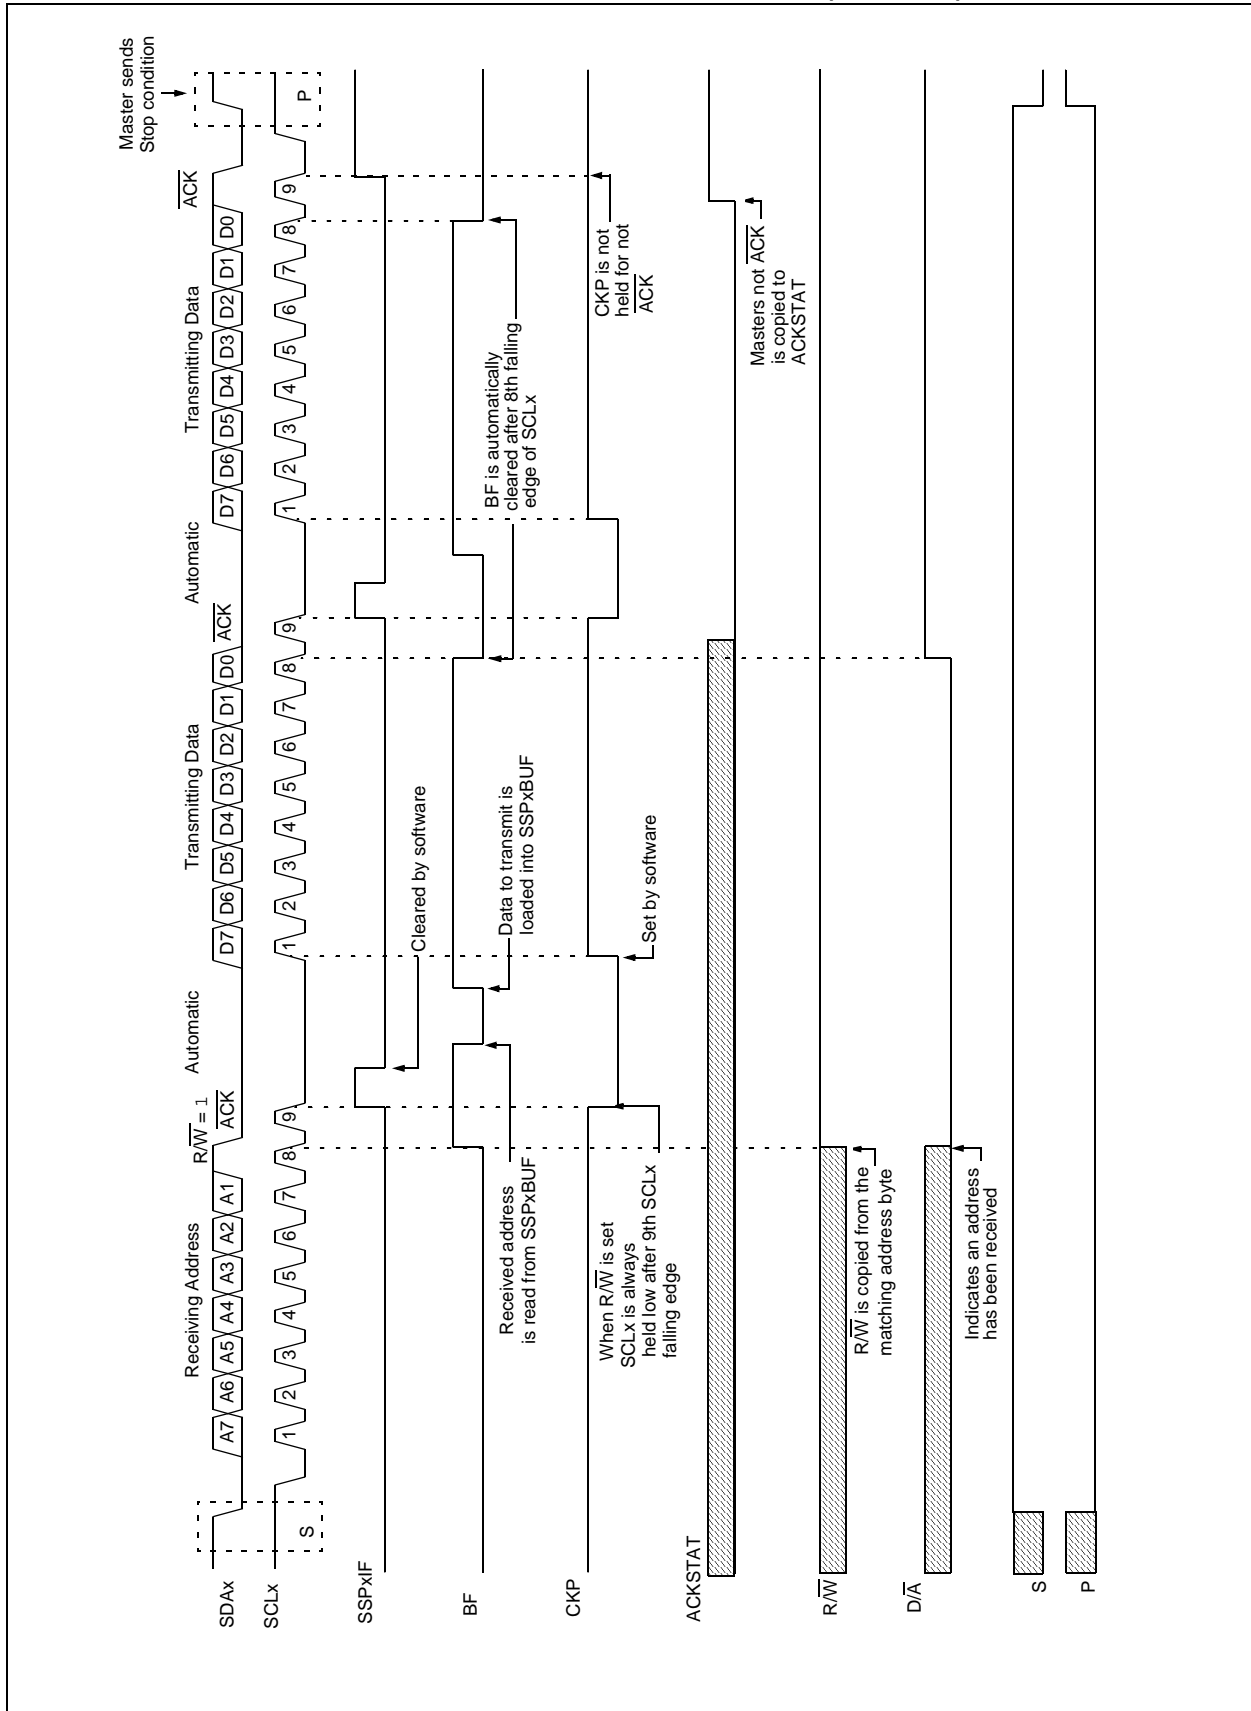 Master sends
Stop condition
Receiving Address
R/W = 1
Automatic
Transmitting Data
Automatic
Transmitting Data
ACK
ACK
ACK
SDAx
A7 A6 A5 A4 A3 A2 A1
D7 D6 D5 D4 D3 D2 D1 D0
D7 D6 D5 D4 D3 D2 D1 D0
SCLx
S
1 2 3 4 5 6 7 8 9
1 2 3 4 5 6 7 8 9
1 2 3 4 5 6 7 8 9
P
SSPxIF
Cleared by software
BF
Received address
is read from SSPxBUF
Data to transmit is
loaded into SSPxBUF
BF is automatically
cleared after 8th falling
edge of SCLx
CKP
When R/W is set
SCLx is always
held low after 9th SCLx
falling edge
Set by software
CKP is not
held for not
ACK
ACKSTAT
Masters not ACK
is copied to
ACKSTAT
R/W
R/W is copied from the
matching address byte
D/A
Indicates an address
has been received
S
P